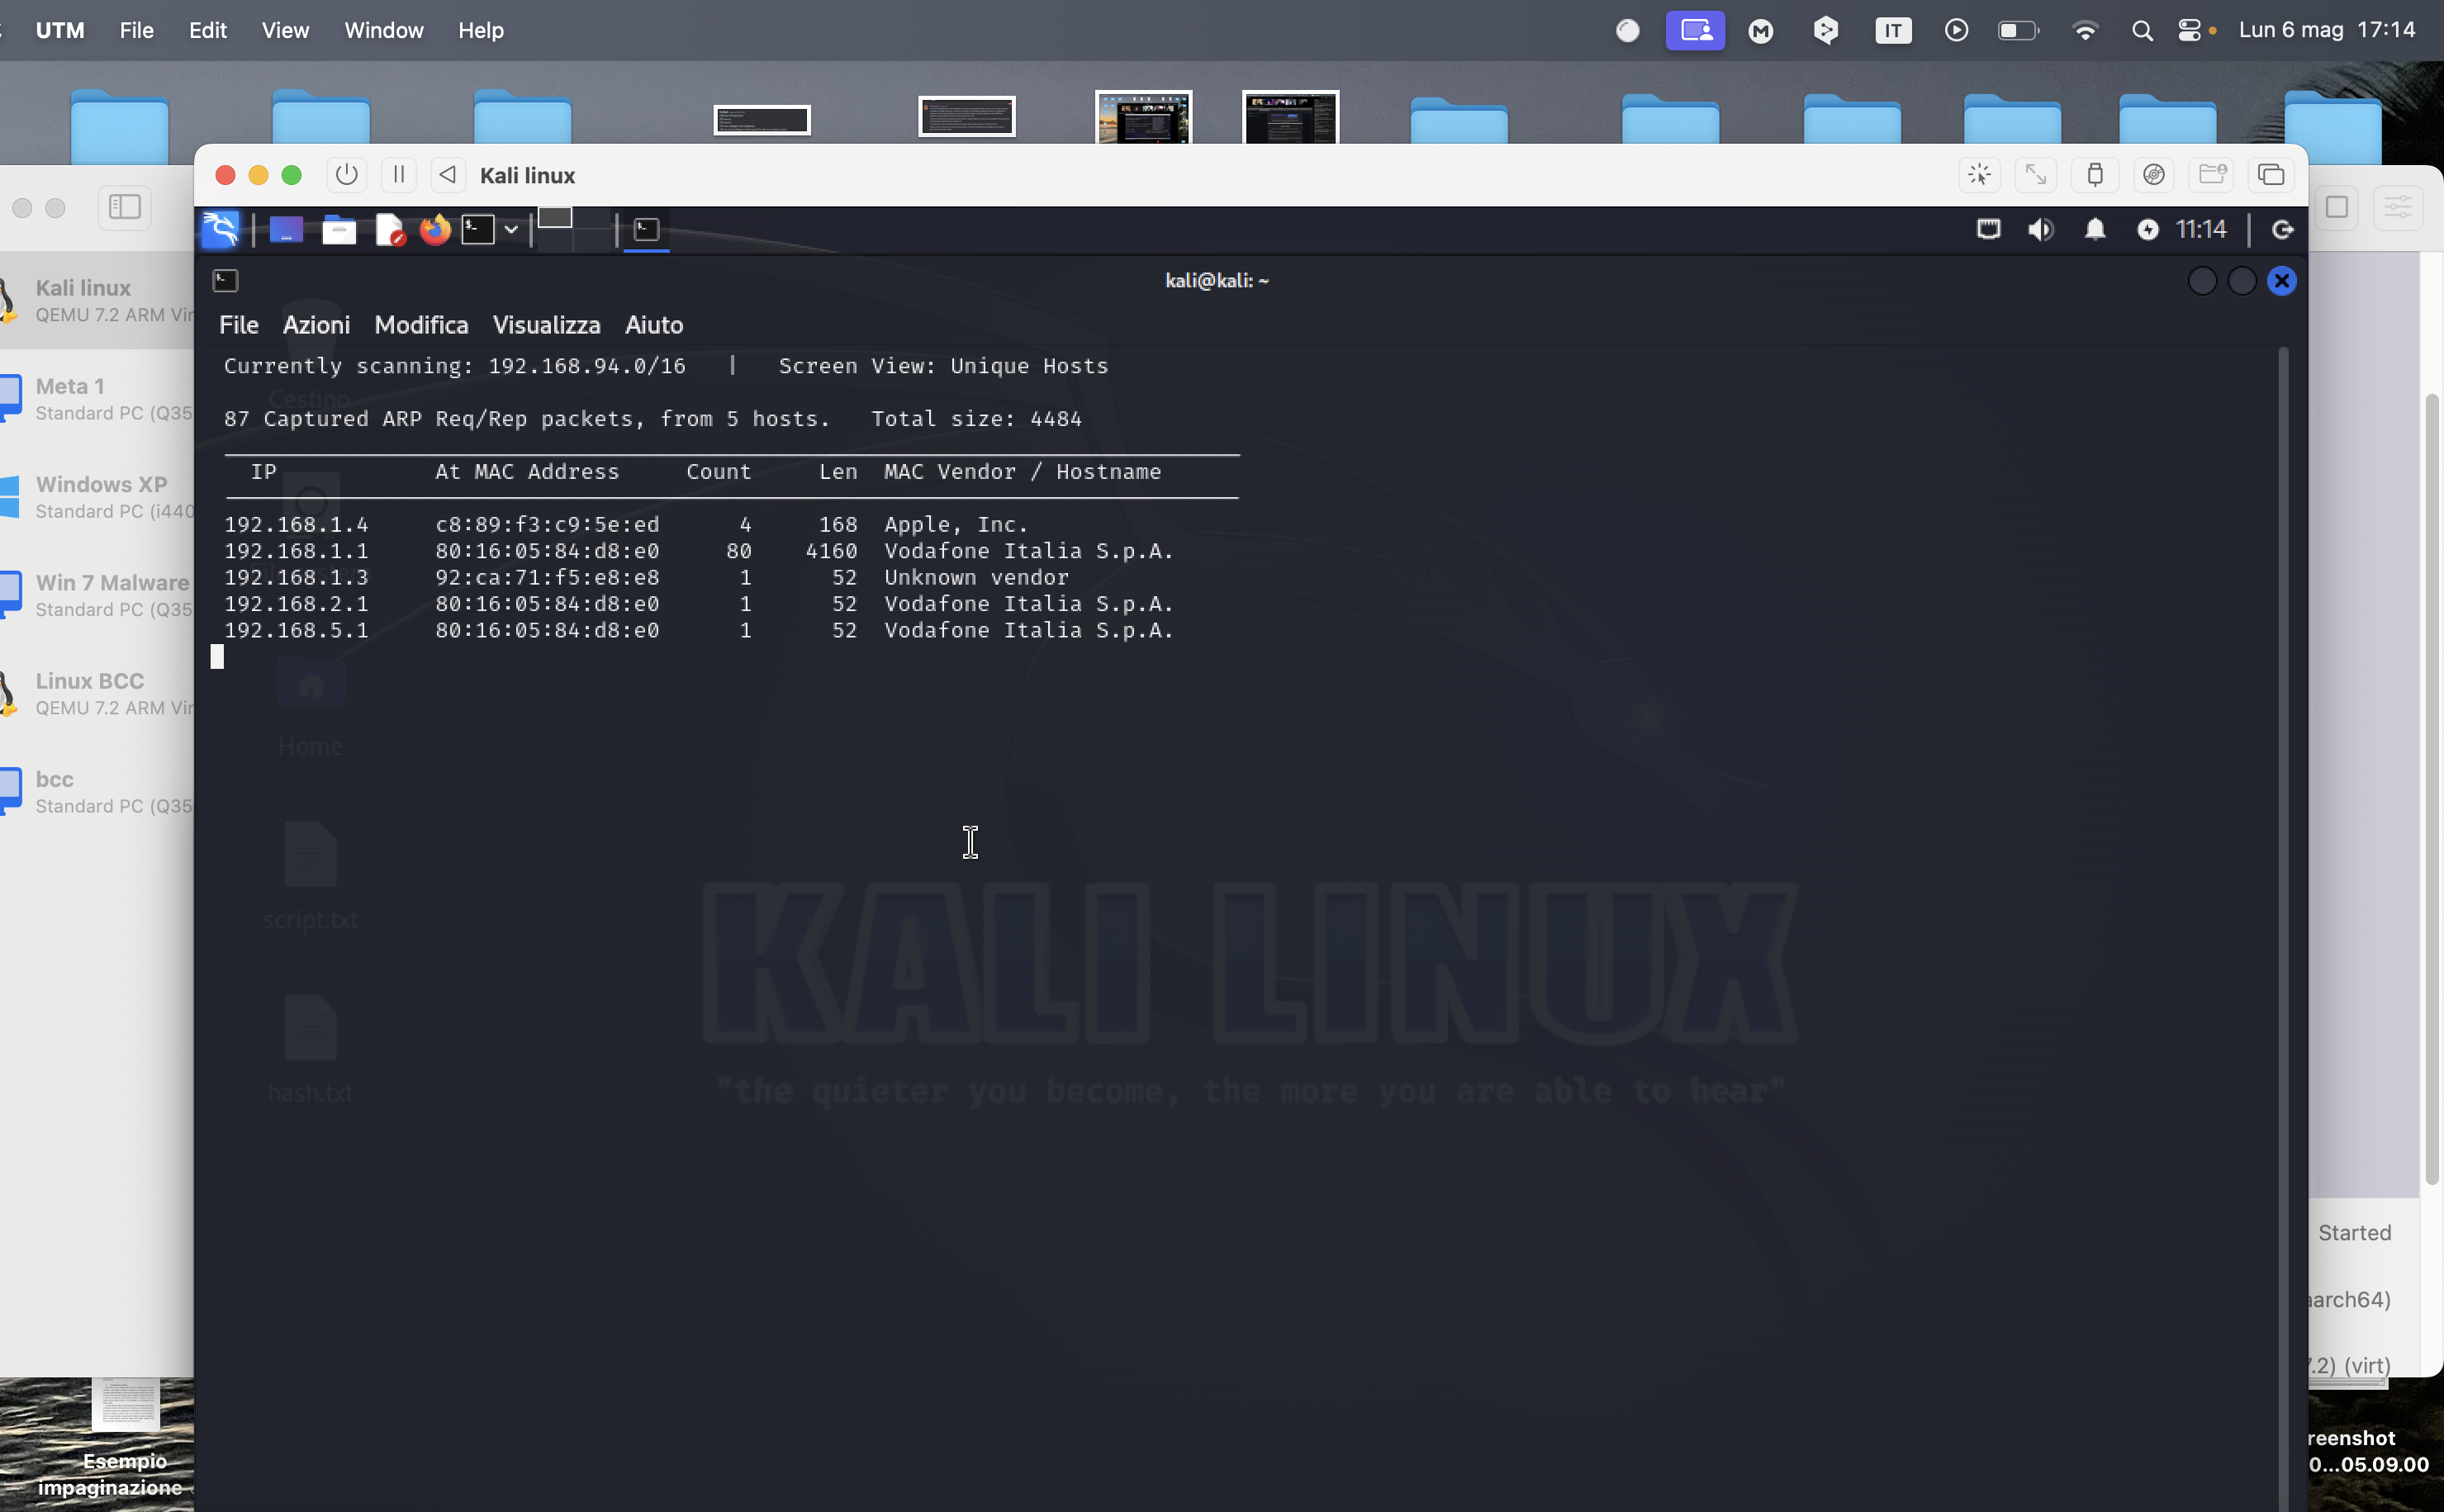 UTM File Edit View Window Help IT Lun 6 mag 17:14
Kali linux
11:14
kali@kali: ~
File Azioni Modifica Visualizza Aiuto
Currently scanning: 192.168.94.0/16 | Screen View: Unique Hosts
Cestino
87 Captured ARP Req/Rep packets, from 5 hosts. Total size: 4484
IP At MAC Address Count Len MAC Vendor / Hostname
192.168.1.4 c8:89:f3:c9:5e:ed 4 168 Apple, Inc.
192.168.1.1 80:16:05:84:d8:e0 80 4160 Vodafone Italia S.p.A.
192.168.1.3 92:ca:71:f5:e8:e8 1 52 Unknown vendor
192.168.2.1 80:16:05:84:d8:e0 1 52 Vodafone Italia S.p.A.
192.168.5.1 80:16:05:84:d8:e0 1 52 Vodafone Italia S.p.A.
Home
script.txt
hash.txt
KALI LINUX
"the quieter you become, the more you are able to hear"
Kali linux
QEMU 7.2 ARM Vir
Meta 1
Standard PC (Q35
Windows XP
Standard PC (i440
Win 7 Malware
Standard PC (Q35
Linux BCC
QEMU 7.2 ARM Vir
bcc
Standard PC (Q35
Started
aarch64)
7.2) (virt)
Esempio
impaginazione
reenshot
0...05.09.00